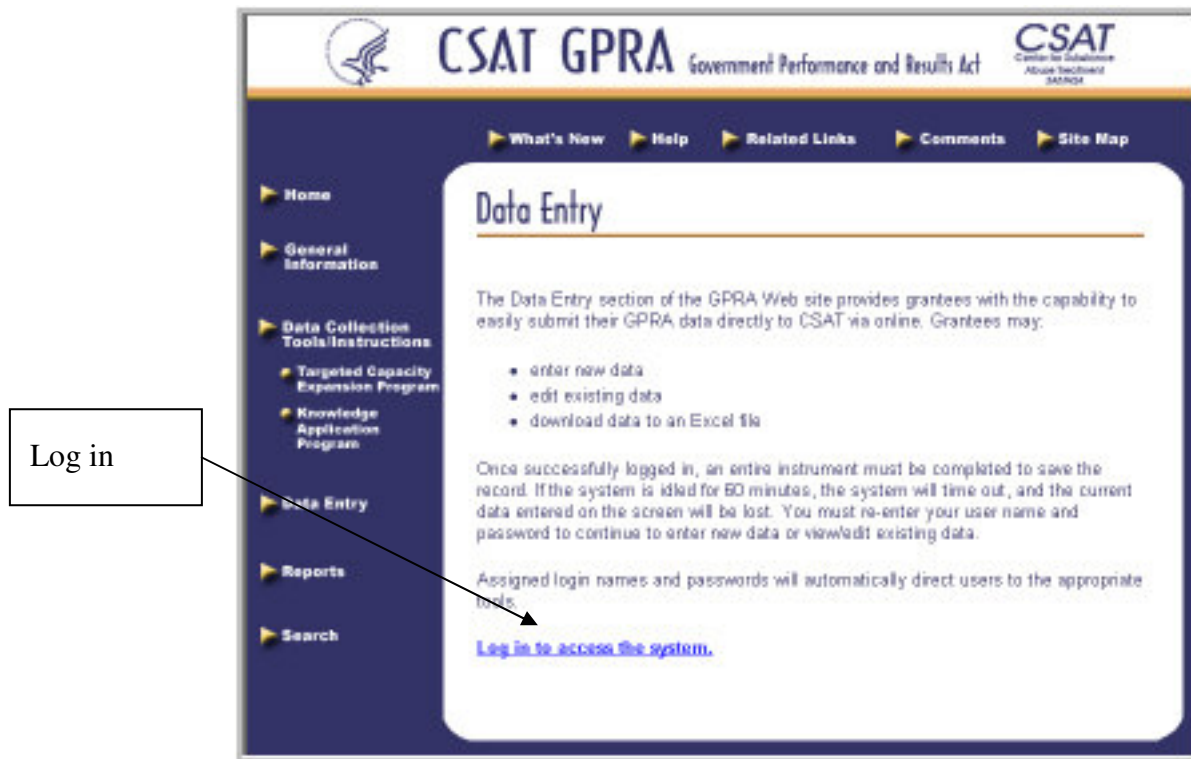 CSAT GPRA Government Performance and Results Act
CSAT
Center for Substance
Abuse Treatment
SAMHSA
What's New Help Related Links Comments Site Map
Home
General
Information
Data Collection
Tools/Instructions
Targeted Capacity
Expansion Program
Knowledge
Application
Program
Data Entry
Reports
Search
Log in
Data Entry
The Data Entry section of the GPRA Web site provides grantees with the capability to
easily submit their GPRA data directly to CSAT via online. Grantees may:
• enter new data
• edit existing data
• download data to an Excel file
Once successfully logged in, an entire instrument must be completed to save the
record. If the system is idled for 60 minutes, the system will time out, and the current
data entered on the screen will be lost. You must re-enter your user name and
password to continue to enter new data or view/edit existing data.
Assigned login names and passwords will automatically direct users to the appropriate
tools.
Log in to access the system.